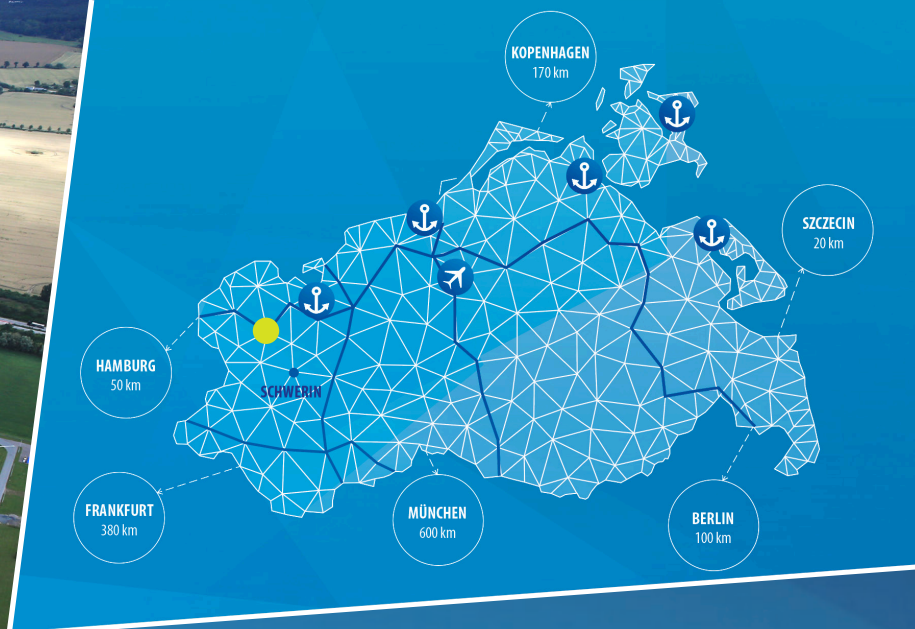 KOPENHAGEN
170 km
SZCZECIN
20 km
HAMBURG
50 km
SCHWERIN
FRANKFURT
380 km
MÜNCHEN
600 km
BERLIN
100 km